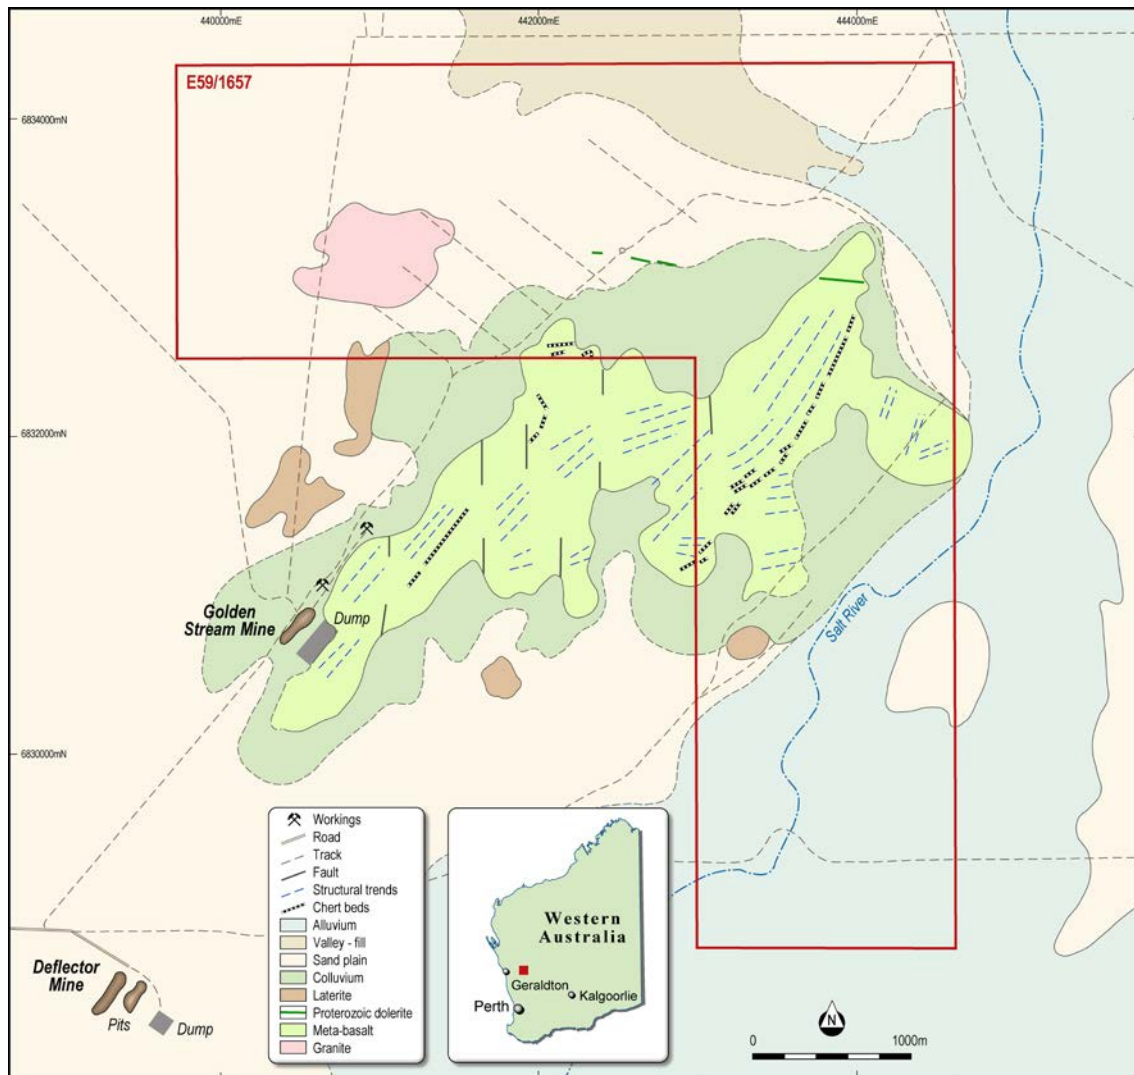 440000mE
442000mE
444000mE
E59/1657
6834000mN
6832000mN
6830000mN
Golden
Stream Mine
Dump
Salt River
Deflector
Mine
Pits
Dump
Workings
Road
Track
Fault
Structural trends
Chert beds
Alluvium
Valley - fill
Sand plain
Colluvium
Laterite
Proterozoic dolerite
Meta-basalt
Granite
Western
Australia
Geraldton
Kalgoorlie
Perth
N
0
1000m